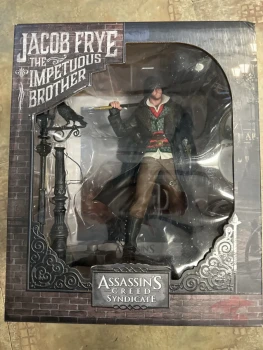 JACOB FRYE
THE
IMPETUOUS
BROTHER
ASSASSIN'S
CREED
SYNDICATE